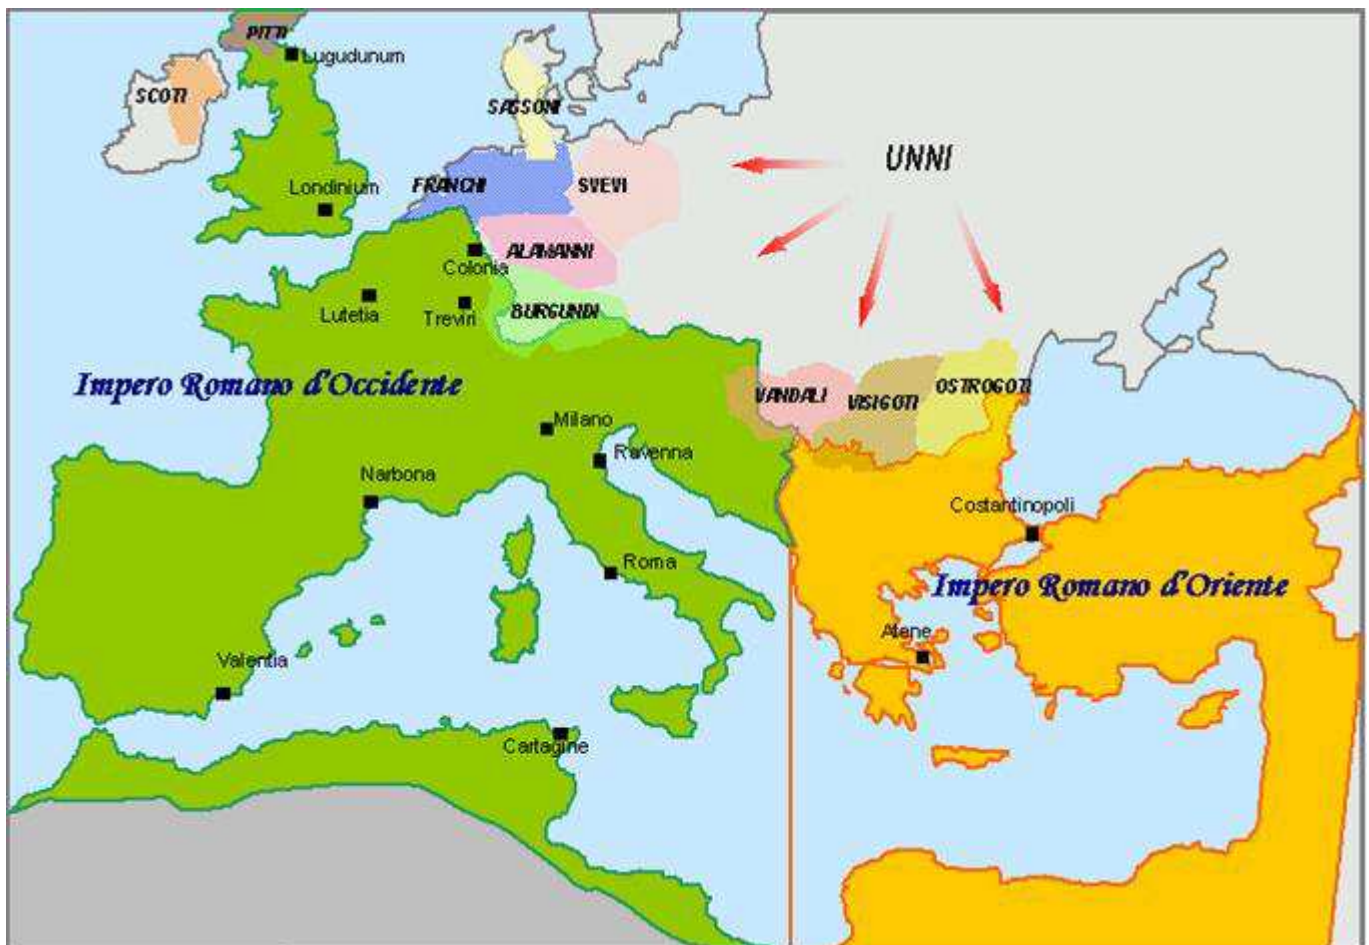 PITTI
Lugudunum
SCOTI
SASSONI
UNNI
Londinium
FRANCHI
SVEVI
ALAMANNI
Colonia
Lutetia
Treviri
BURGUNDI
Impero Romano d'Occidente
VANDALI
VISIGOTI
OSTROGOTI
Milano
Ravenna
Narbona
Costantinopoli
Roma
Impero Romano d'Oriente
Atene
Valentia
Cartagine